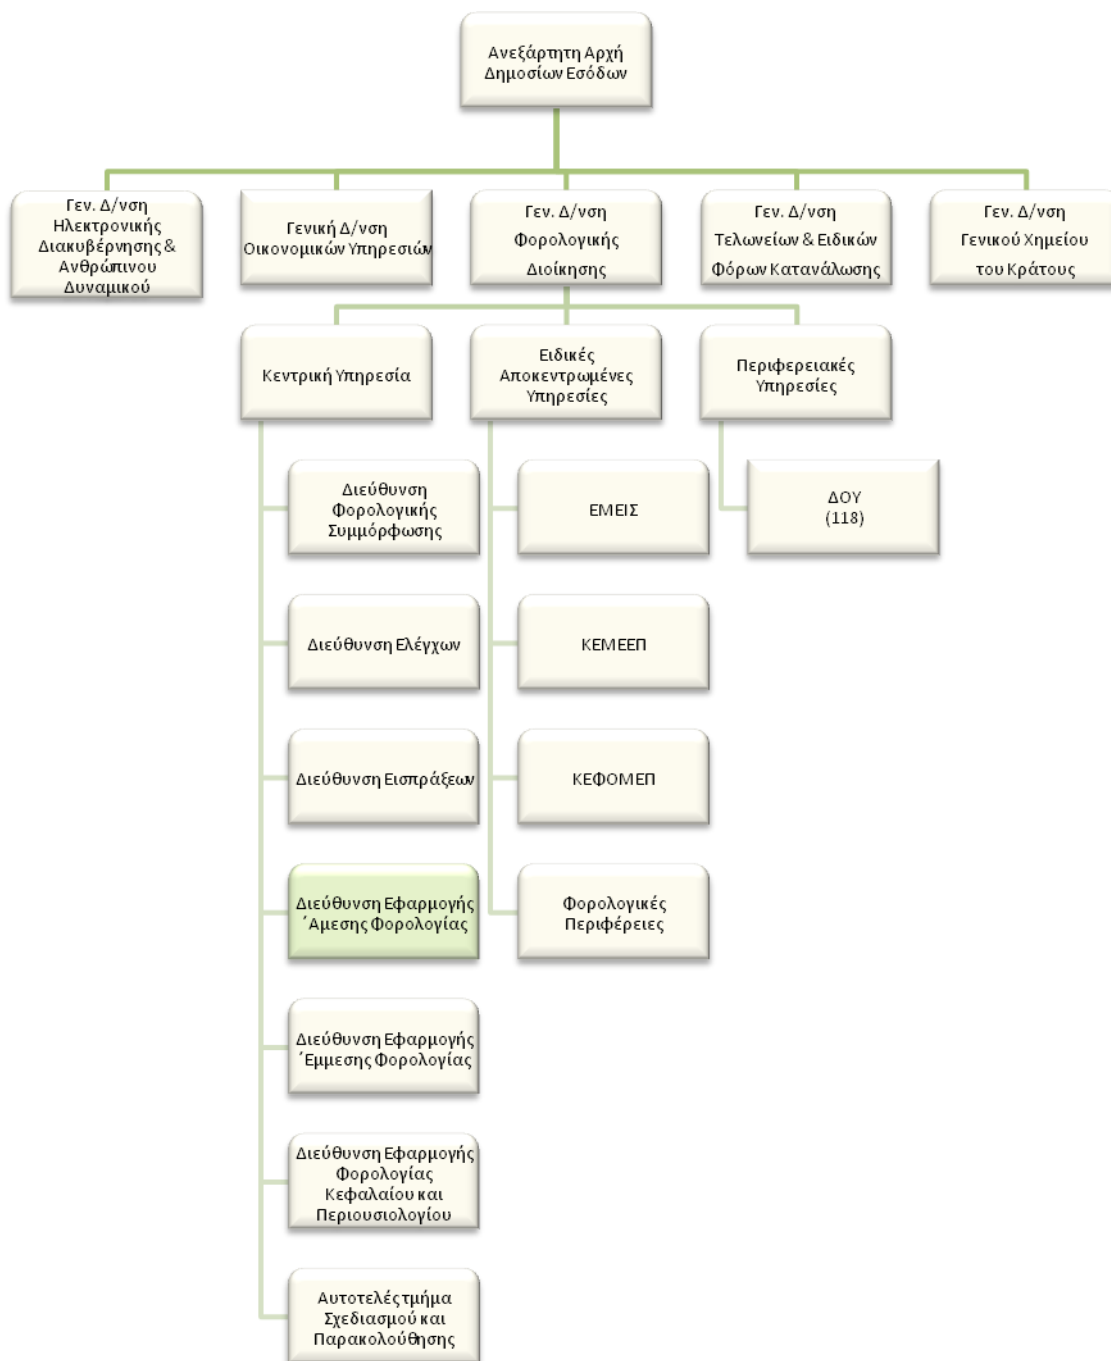 Ανεξάρτητη Αρχή
Δημοσίων Εσόδων
Γεν. Δ/νση
Ηλεκτρονικής
Διακυβέρνησης &
Ανθρώπινου
Δυναμικού
Γενική Δ/νση
Οικονομικών Υπηρεσιών
Γεν. Δ/νση
Φορολογικής
Διοίκησης
Γεν. Δ/νση
Τελωνείων & Ειδικών
Φόρων Κατανάλωσης
Γεν. Δ/νση
Γενικού Χημείου
του Κράτους
Κεντρική Υπηρεσία
Ειδικές
Αποκεντρωμένες
Υπηρεσίες
Περιφερειακές
Υπηρεσίες
Διεύθυνση
Φορολογικής
Συμμόρφωσης
ΕΜΕΙΣ
ΔΟΥ
(118)
Διεύθυνση Ελέγχων
ΚΕΜΕΕΠ
Διεύθυνση Εισπράξεων
ΚΕΦΟΜΕΠ
Διεύθυνση Εφαρμογής
΄Αμεσης Φορολογίας
Φορολογικές
Περιφέρειες
Διεύθυνση Εφαρμογής
΄Εμμεσης Φορολογίας
Διεύθυνση Εφαρμογής
Φορολογίας
Κεφαλαίου και
Περιουσιολογίου
Αυτοτελές τμήμα
Σχεδιασμού και
Παρακολούθησης